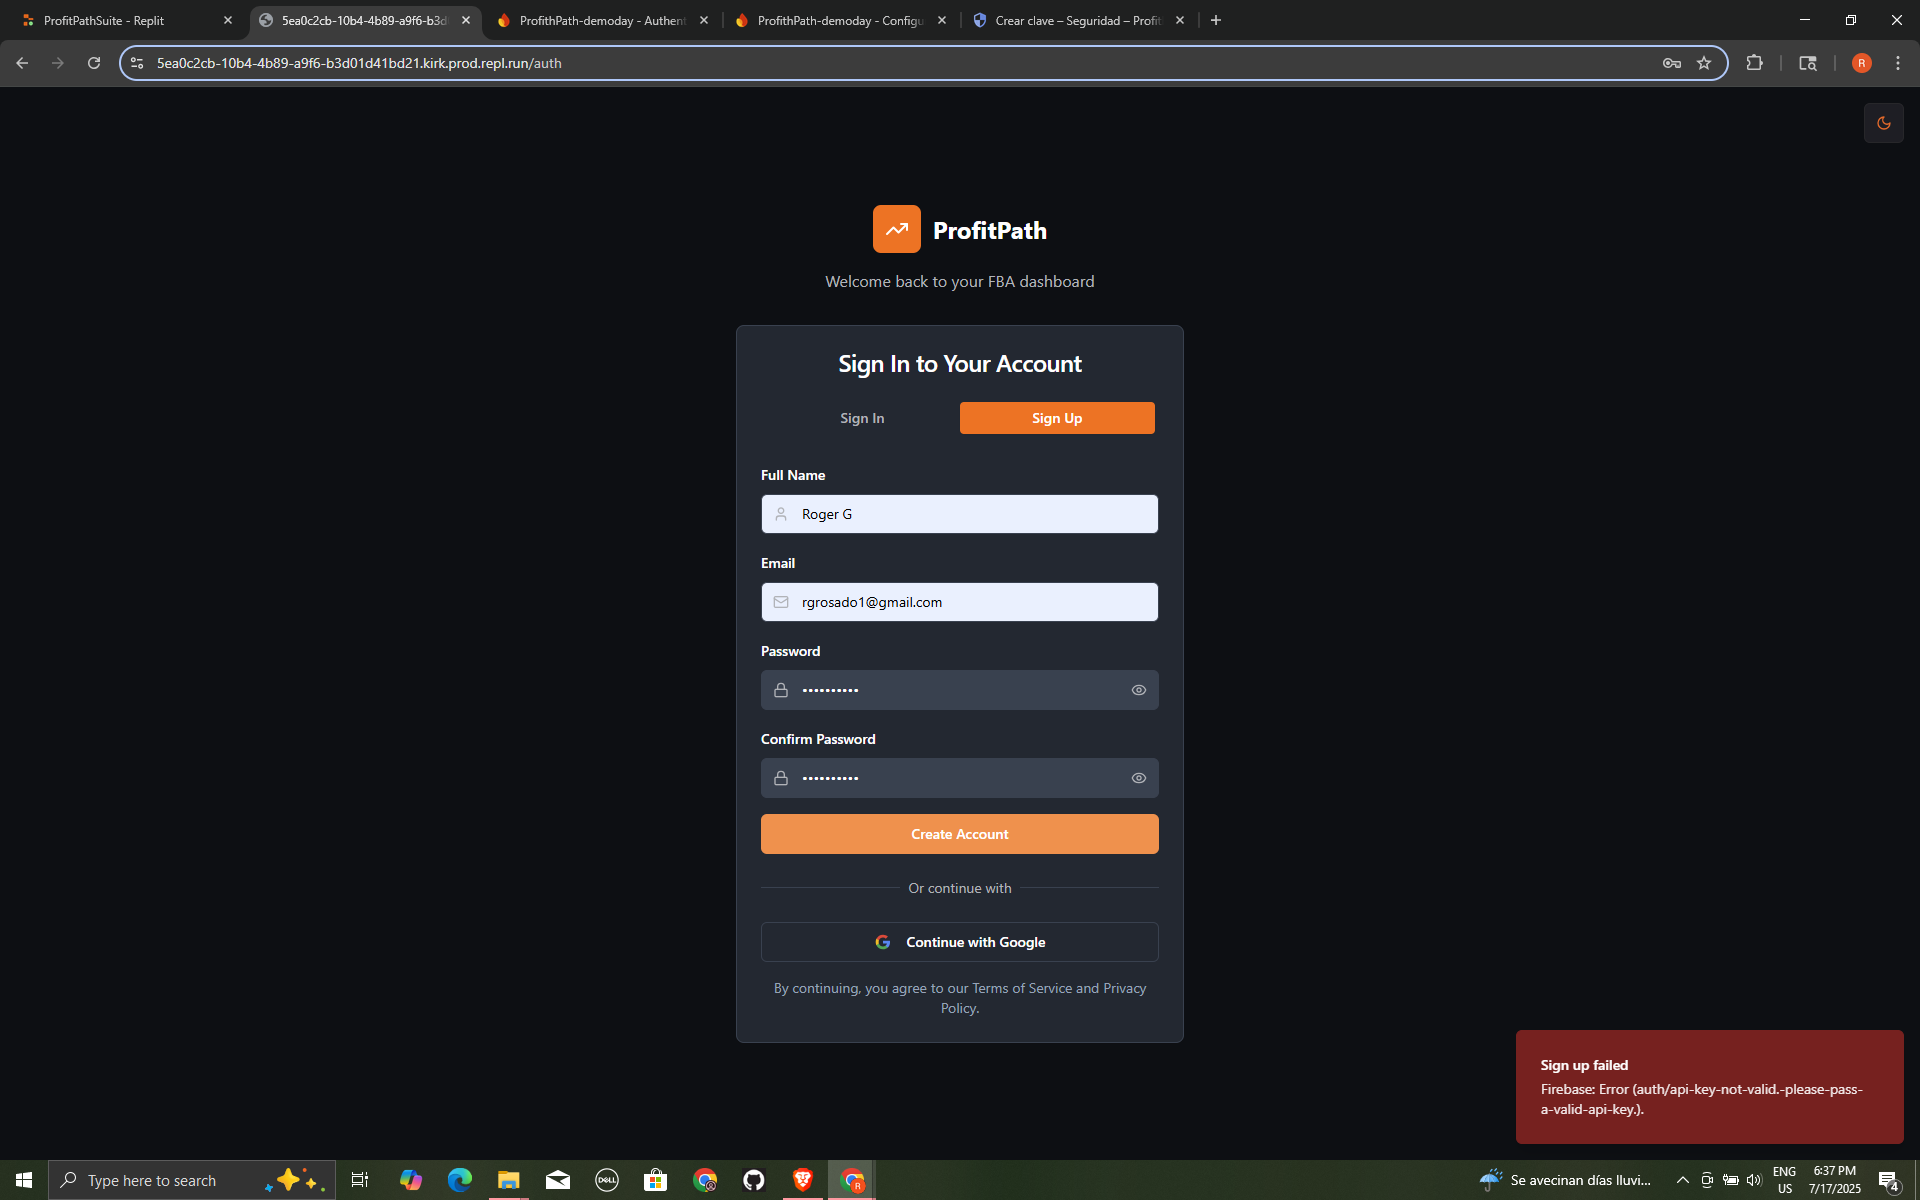 ProfitPathSuite - Replit
5ea0c2cb-10b4-4b89-a9f6-b3d
ProfithPath-demoday - Authent
ProfithPath-demoday - Configu
Crear clave – Seguridad – Profit
5ea0c2cb-10b4-4b89-a9f6-b3d01d41bd21.kirk.prod.repl.run/auth
R
ProfitPath
Welcome back to your FBA dashboard
Sign In to Your Account
Sign In
Sign Up
Full Name
Roger G
Email
rgrosado1@gmail.com
Password
••••••••••
Confirm Password
••••••••••
Create Account
Or continue with
Continue with Google
By continuing, you agree to our Terms of Service and Privacy
Policy.
Sign up failed
Firebase: Error (auth/api-key-not-valid.-please-pass-
a-valid-api-key.).
Type here to search
DELL
R
Se avecinan días lluvi...
ENG
US
6:37 PM
7/17/2025
4